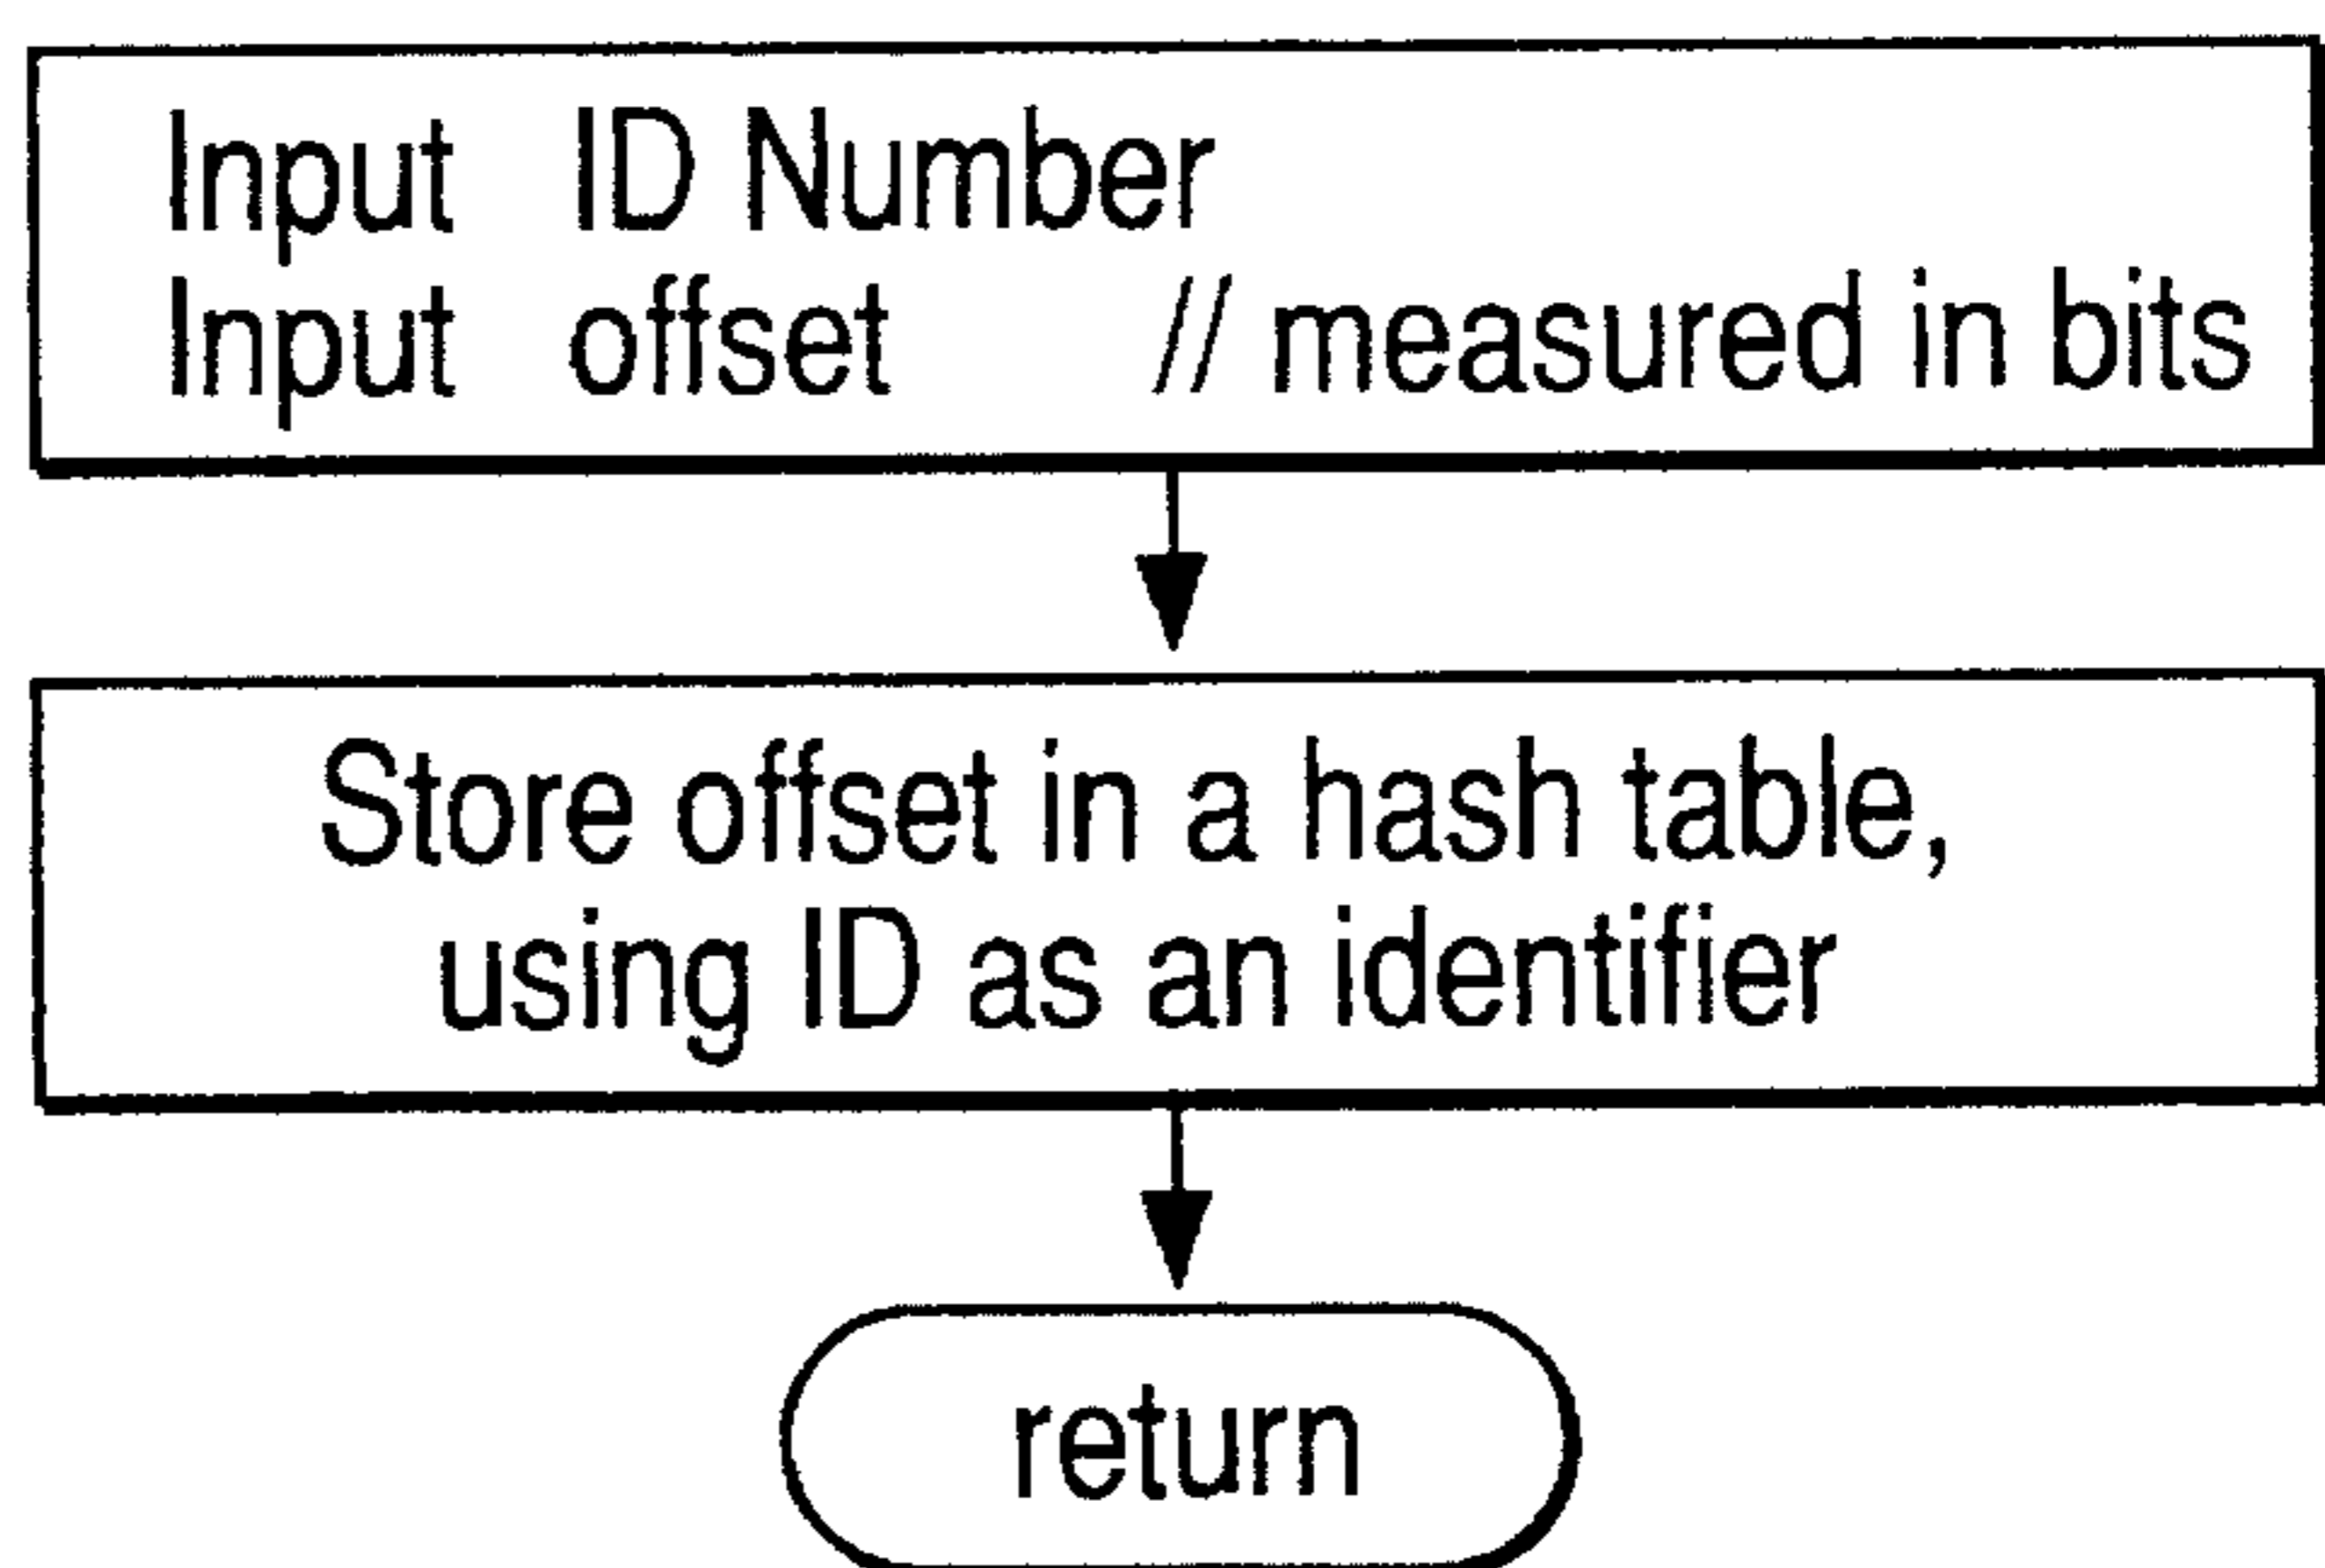 Input ID Number
Input offset // measured in bits
Store offset in a hash table,
using ID as an identifier
return